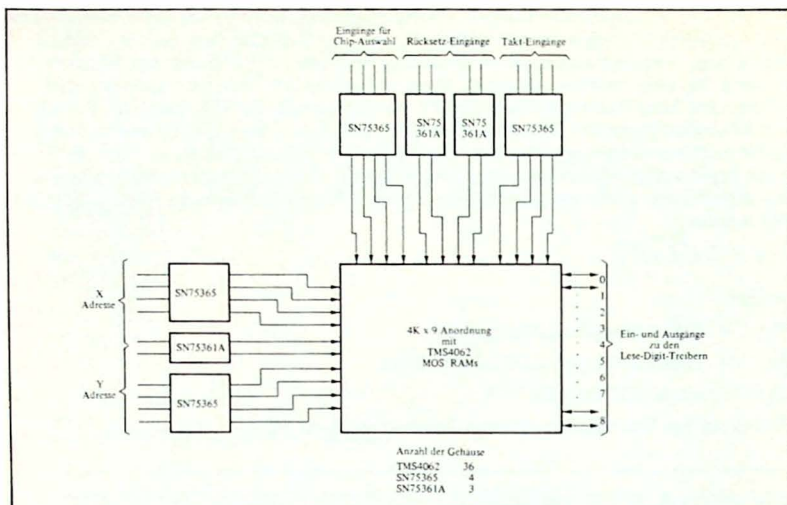 Eingänge für
Chip-Auswahl
Rücksetz-Eingänge
Takt-Eingänge
SN75365
SN75
361A
SN75
361A
SN75365
X
Adresse
SN75365
SN75361A
Y
Adresse
SN75365
4K x 9 Anordnung
mit
TMS4062
MOS RAMs
0
1
2
3
4
5
6
7
8
Ein- und Ausgänge
zu den
Lese-Digit-Treibern
Anzahl der Gehäuse
TMS4062 36
SN75365 4
SN75361A 3